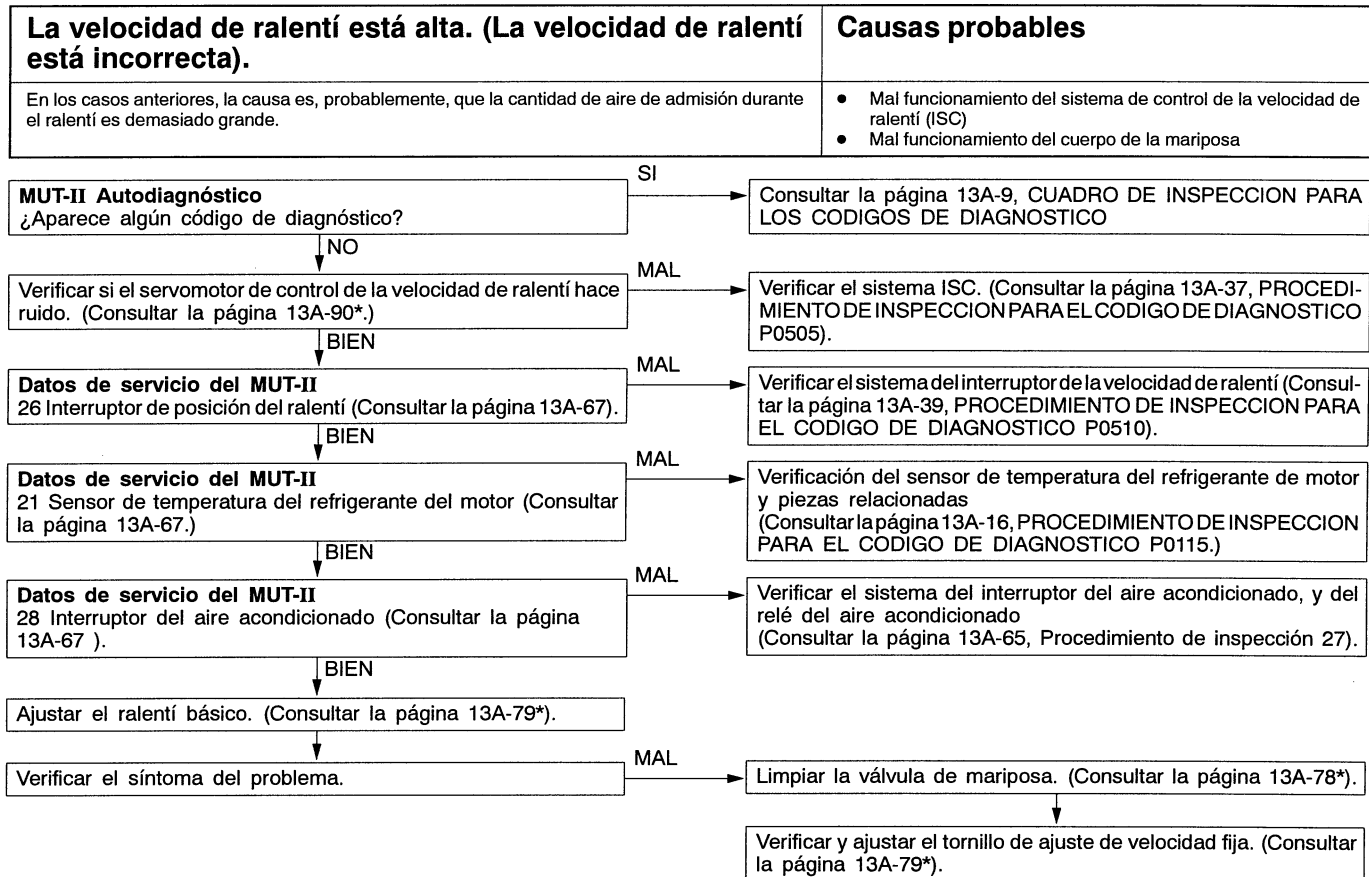 La velocidad de ralentí está alta. (La velocidad de ralentí
está incorrecta).
Causas probables
En los casos anteriores, la causa es, probablemente, que la cantidad de aire de admisión durante
el ralentí es demasiado grande.
● Mal funcionamiento del sistema de control de la velocidad de
ralentí (ISC)
● Mal funcionamiento del cuerpo de la mariposa
MUT-II Autodiagnóstico
¿Aparece algún código de diagnóstico?
SI
Consultar la página 13A-9, CUADRO DE INSPECCION PARA
LOS CODIGOS DE DIAGNOSTICO
NO
Verificar si el servomotor de control de la velocidad de ralentí hace
ruido. (Consultar la página 13A-90*.)
MAL
Verificar el sistema ISC. (Consultar la página 13A-37, PROCEDI-
MIENTO DE INSPECCION PARA EL CODIGO DE DIAGNOSTICO
P0505).
BIEN
Datos de servicio del MUT-II
26 Interruptor de posición del ralentí (Consultar la página 13A-67).
MAL
Verificar el sistema del interruptor de la velocidad de ralentí (Consul-
tar la página 13A-39, PROCEDIMIENTO DE INSPECCION PARA
EL CODIGO DE DIAGNOSTICO P0510).
BIEN
Datos de servicio del MUT-II
21 Sensor de temperatura del refrigerante del motor (Consultar
la página 13A-67.)
MAL
Verificación del sensor de temperatura del refrigerante de motor
y piezas relacionadas
(Consultar la página 13A-16, PROCEDIMIENTO DE INSPECCION
PARA EL CODIGO DE DIAGNOSTICO P0115.)
BIEN
Datos de servicio del MUT-II
28 Interruptor del aire acondicionado (Consultar la página
13A-67 ).
MAL
Verificar el sistema del interruptor del aire acondicionado, y del
relé del aire acondicionado
(Consultar la página 13A-65, Procedimiento de inspección 27).
BIEN
Ajustar el ralentí básico. (Consultar la página 13A-79*).
Verificar el síntoma del problema.
MAL
Limpiar la válvula de mariposa. (Consultar la página 13A-78*).
Verificar y ajustar el tornillo de ajuste de velocidad fija. (Consultar
la página 13A-79*).